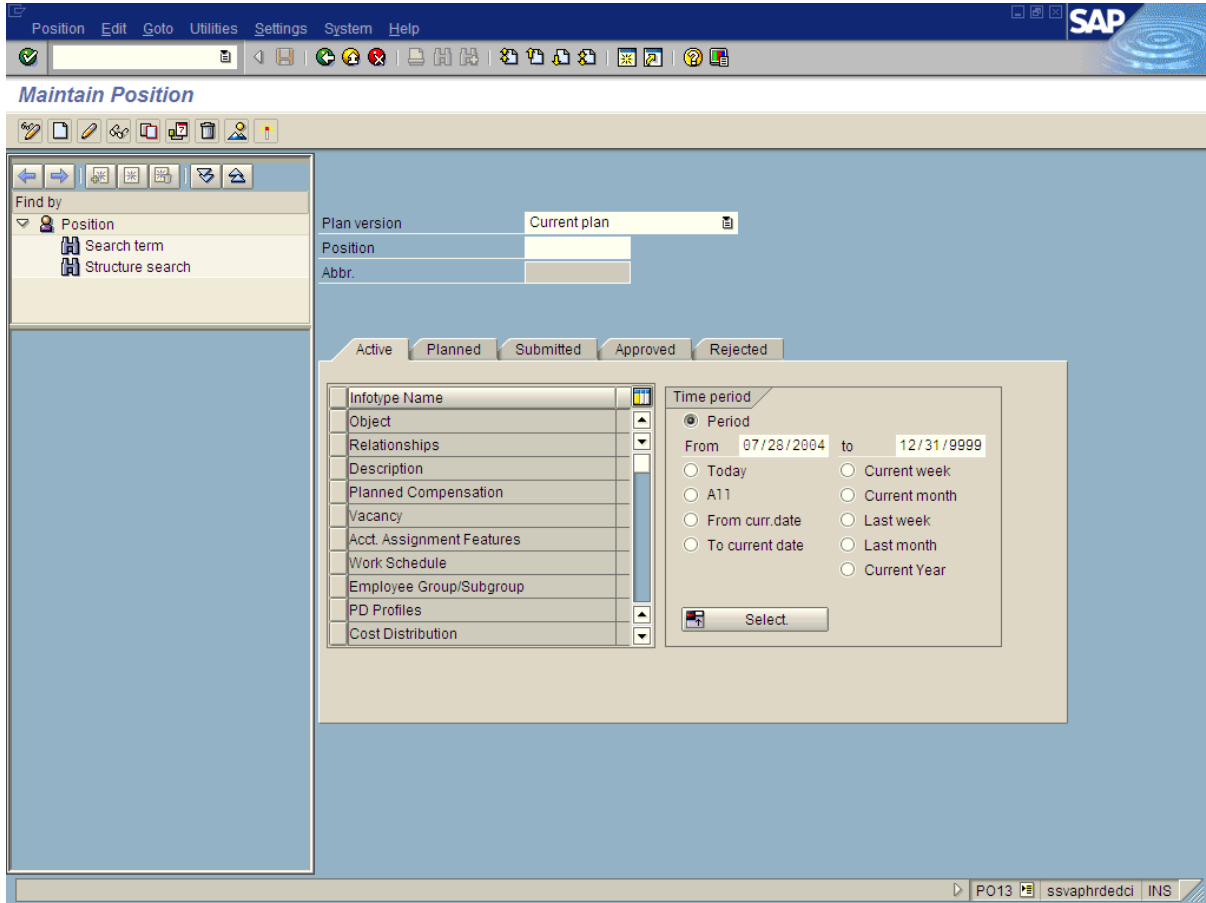 Position Edit Goto Utilities Settings System Help
SAP
Maintain Position
Find by
Position
Search term
Structure search
Plan version Current plan
Position
Abbr.
Active Planned Submitted Approved Rejected
Infotype Name
Object
Relationships
Description
Planned Compensation
Vacancy
Acct. Assignment Features
Work Schedule
Employee Group/Subgroup
PD Profiles
Cost Distribution
Time period
Period
From 07/28/2004 to 12/31/9999
Today Current week
All Current month
From curr.date Last week
To current date Last month
Current Year
Select.
PO13 ssvaphrdedci INS